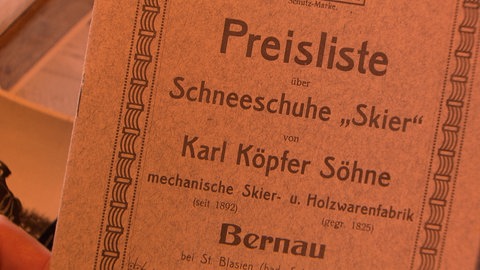 Schutz-Marke.
Preisliste
über
Schneeschuhe „Skier“
von
Karl Köpfer Söhne
mechanische Skier- u. Holzwarenfabrik
(seit 1892) (gegr. 1825)
Bernau
bei St. Blasien (bad.